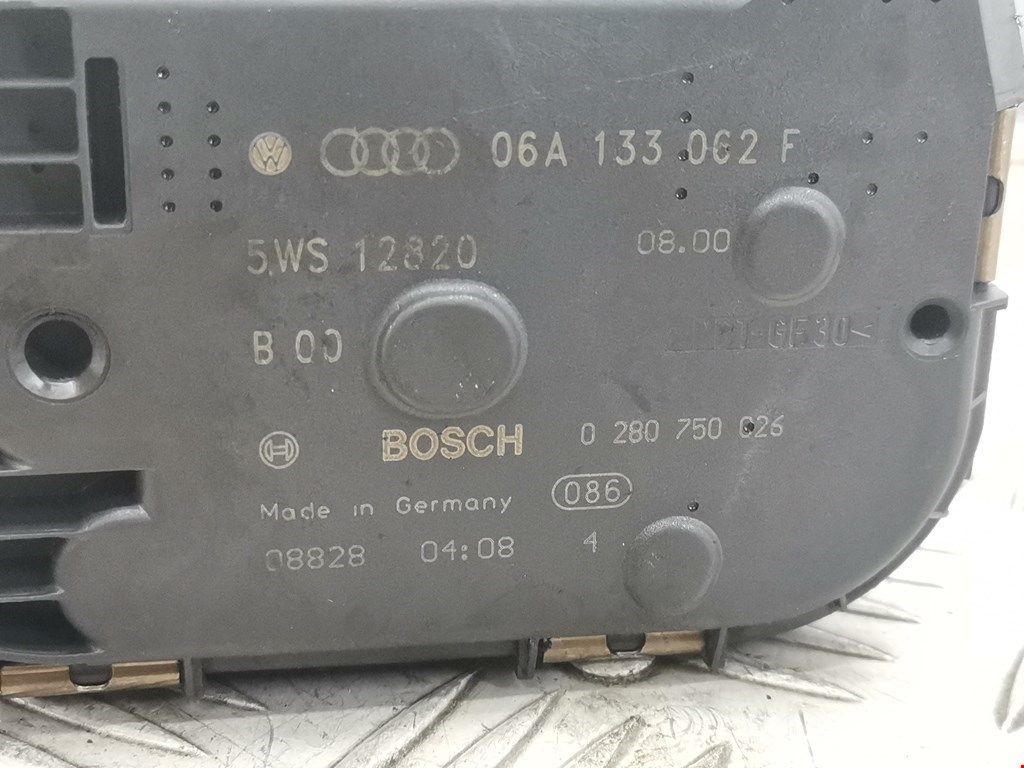 06A 133 062 F
5WS 12820
08.00
B 00
GF30<
BOSCH 0 280 750 026
Made in Germany 086
08828 04:08 4